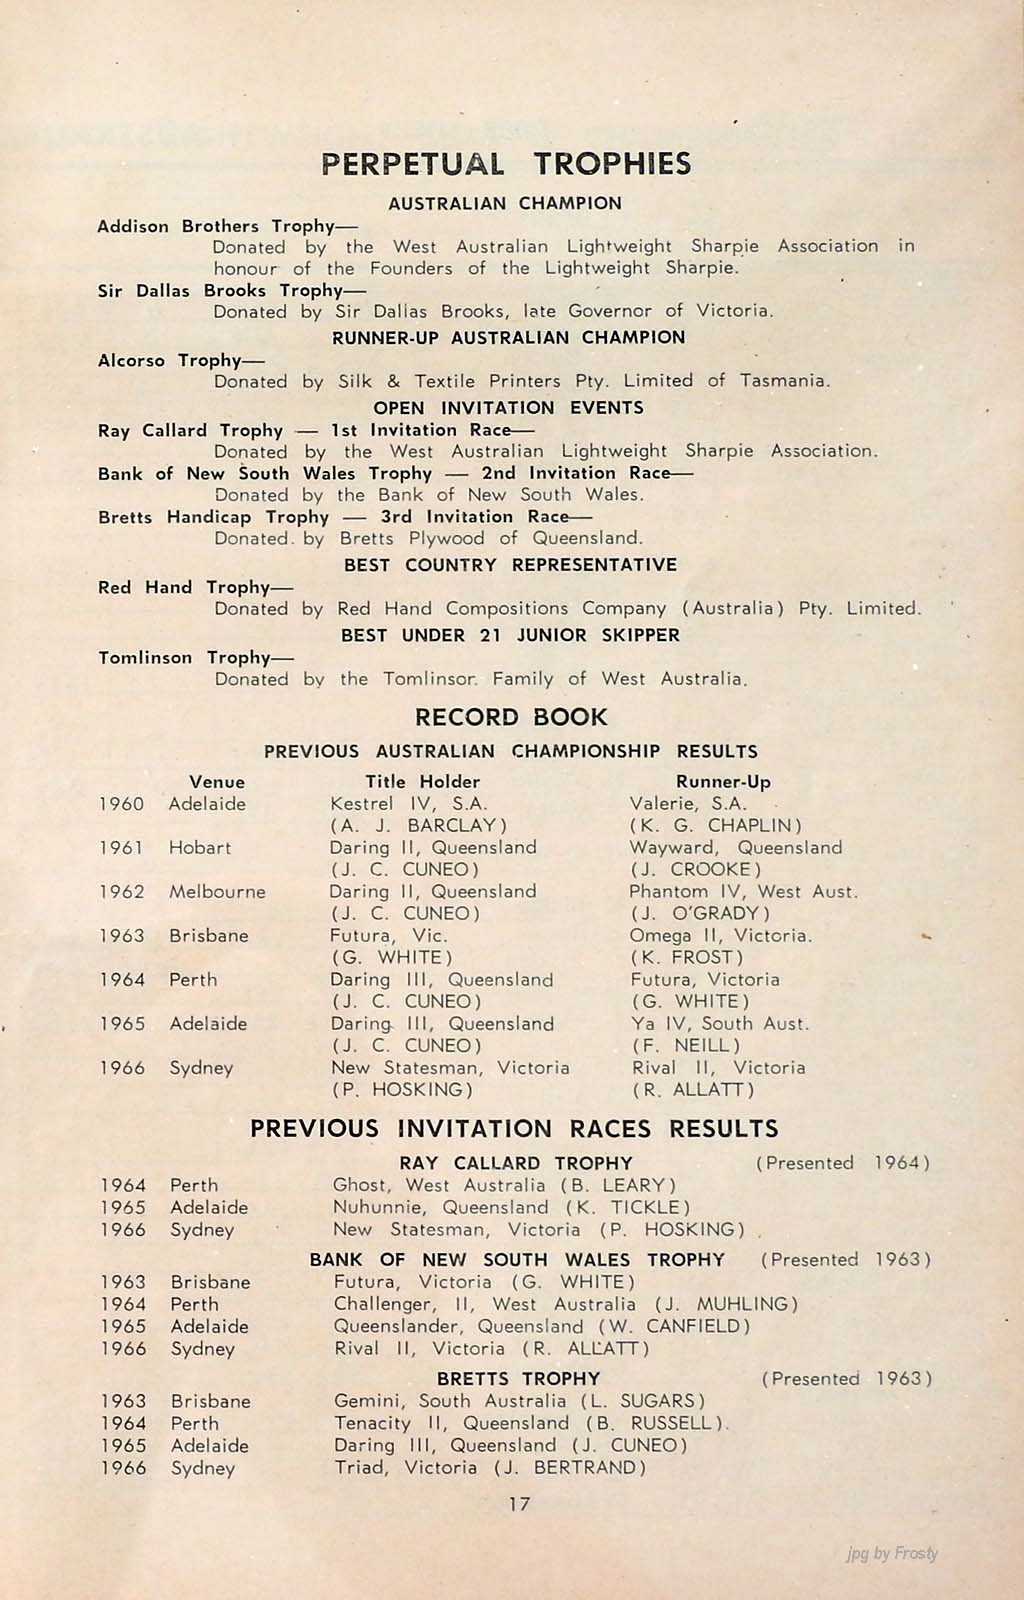 PERPETUAL TROPHIES
AUSTRALIAN CHAMPION
Addison Brothers Trophy—
Donated by the West Australian Lightweight Sharpie Association in
honour of the Founders of the Lightweight Sharpie.
Sir Dallas Brooks Trophy—
Donated by Sir Dallas Brooks, late Governor of Victoria.
RUNNER-UP AUSTRALIAN CHAMPION
Alcorso Trophy—
Donated by Silk & Textile Printers Pty. Limited of Tasmania.
OPEN INVITATION EVENTS
Ray Callard Trophy — 1st Invitation Race—
Donated by the West Australian Lightweight Sharpie Association.
Bank of New South Wales Trophy — 2nd Invitation Race—
Donated by the Bank of New South Wales.
Bretts Handicap Trophy — 3rd Invitation Race—
Donated by Bretts Plywood of Queensland.
BEST COUNTRY REPRESENTATIVE
Red Hand Trophy—
Donated by Red Hand Compositions Company (Australia) Pty. Limited.
BEST UNDER 21 JUNIOR SKIPPER
Tomlinson Trophy—
Donated by the Tomlinson Family of West Australia.
RECORD BOOK
PREVIOUS AUSTRALIAN CHAMPIONSHIP RESULTS
Venue Title Holder Runner-Up
1960 Adelaide Kestrel IV, S.A. Valerie, S.A.
(A. J. BARCLAY) (K. G. CHAPLIN)
1961 Hobart Daring II, Queensland Wayward, Queensland
(J. C. CUNEO) (J. CROOKE)
1962 Melbourne Daring II, Queensland Phantom IV, West Aust.
(J. C. CUNEO) (J. O'GRADY)
1963 Brisbane Futura, Vic. Omega II, Victoria.
(G. WHITE) (K. FROST)
1964 Perth Daring III, Queensland Futura, Victoria
(J. C. CUNEO) (G. WHITE)
1965 Adelaide Daring III, Queensland Ya IV, South Aust.
(J. C. CUNEO) (F. NEILL)
1966 Sydney New Statesman, Victoria Rival II, Victoria
(P. HOSKING) (R. ALLATT)
PREVIOUS INVITATION RACES RESULTS
RAY CALLARD TROPHY (Presented 1964)
1964 Perth Ghost, West Australia (B. LEARY)
1965 Adelaide Nuhunnie, Queensland (K. TICKLE)
1966 Sydney New Statesman, Victoria (P. HOSKING)
BANK OF NEW SOUTH WALES TROPHY (Presented 1963)
1963 Brisbane Futura, Victoria (G. WHITE)
1964 Perth Challenger, II, West Australia (J. MUHLING)
1965 Adelaide Queenslander, Queensland (W. CANFIELD)
1966 Sydney Rival II, Victoria (R. ALLATT)
BRETTS TROPHY (Presented 1963)
1963 Brisbane Gemini, South Australia (L. SUGARS)
1964 Perth Tenacity II, Queensland (B. RUSSELL).
1965 Adelaide Daring III, Queensland (J. CUNEO)
1966 Sydney Triad, Victoria (J. BERTRAND)
17
jpg by Frosty